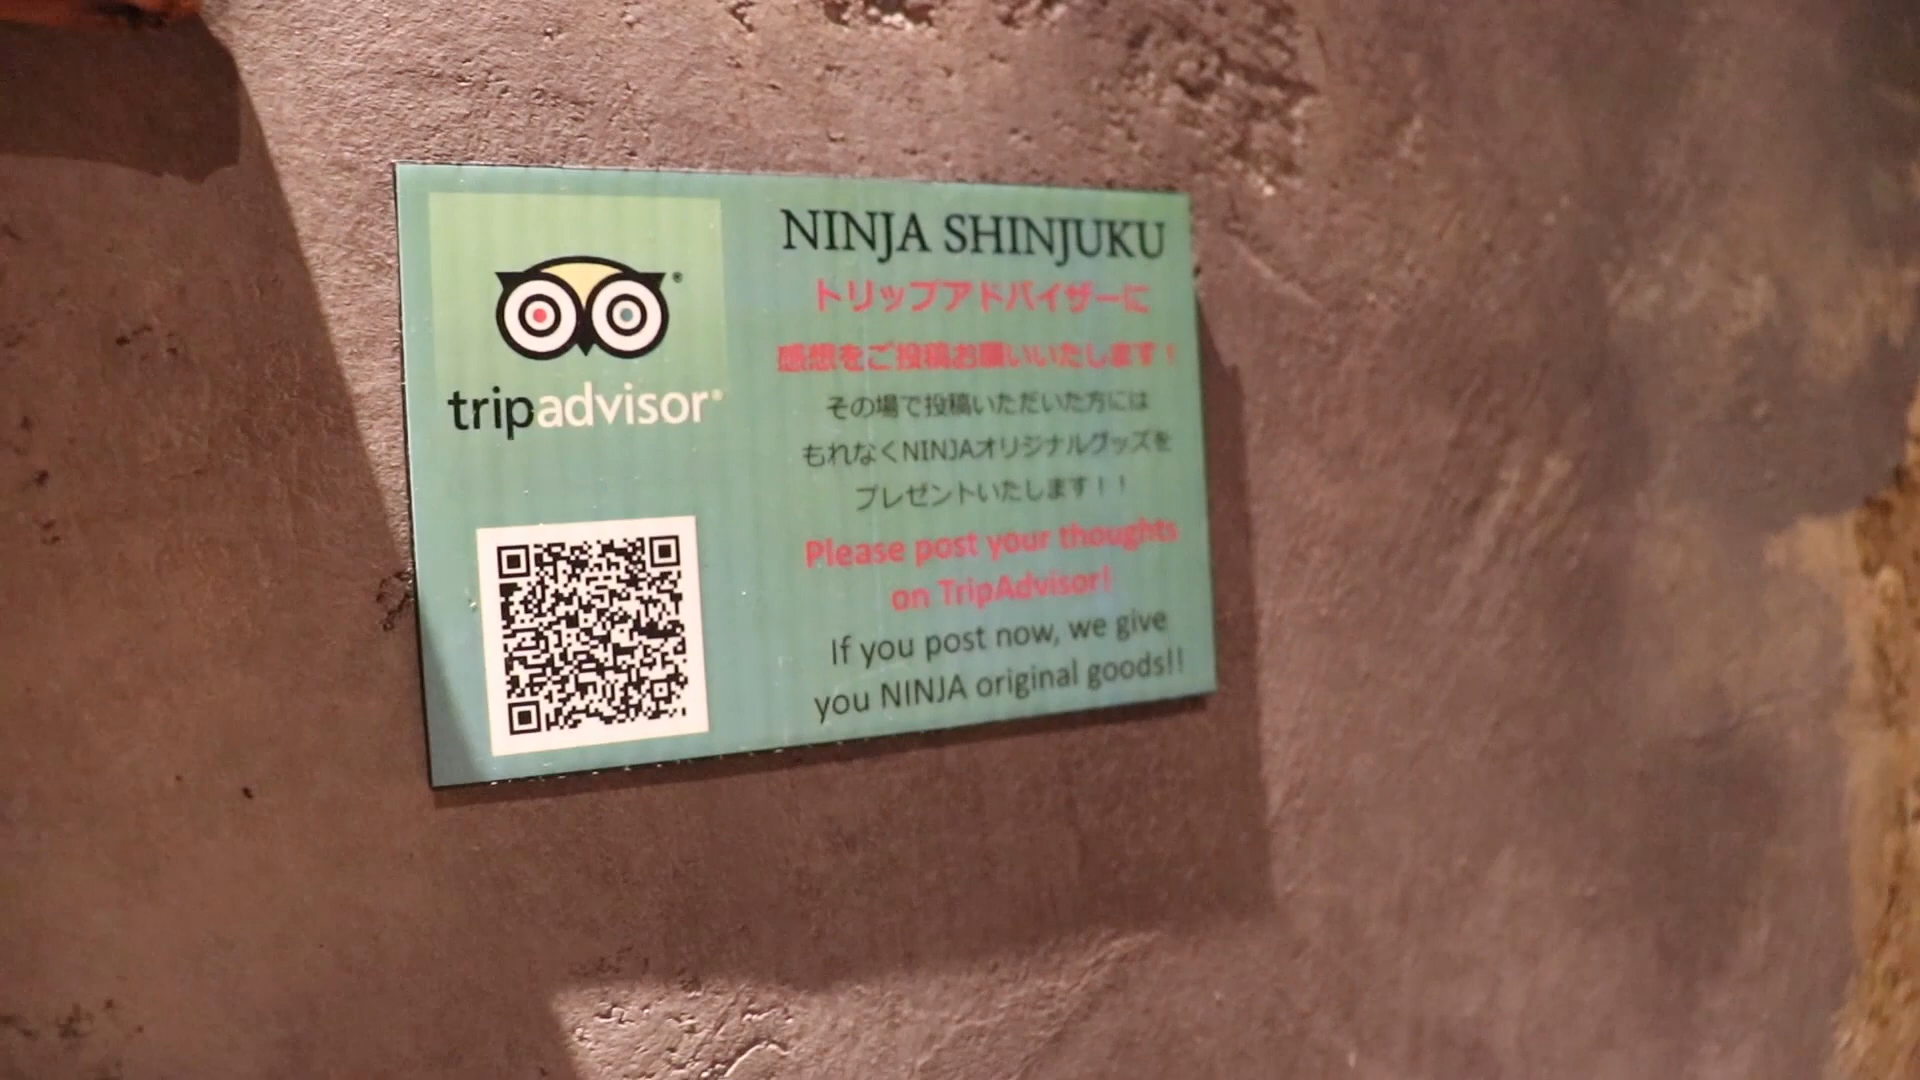 tripadvisor®
NINJA SHINJUKU
トリップアドバイザーに
感想をご投稿お願いいたします！
その場で投稿いただいた方には
もれなくNINJAオリジナルグッズを
プレゼントいたします！！
Please post your thoughts
on TripAdvisor!
If you post now, we give
you NINJA original goods!!